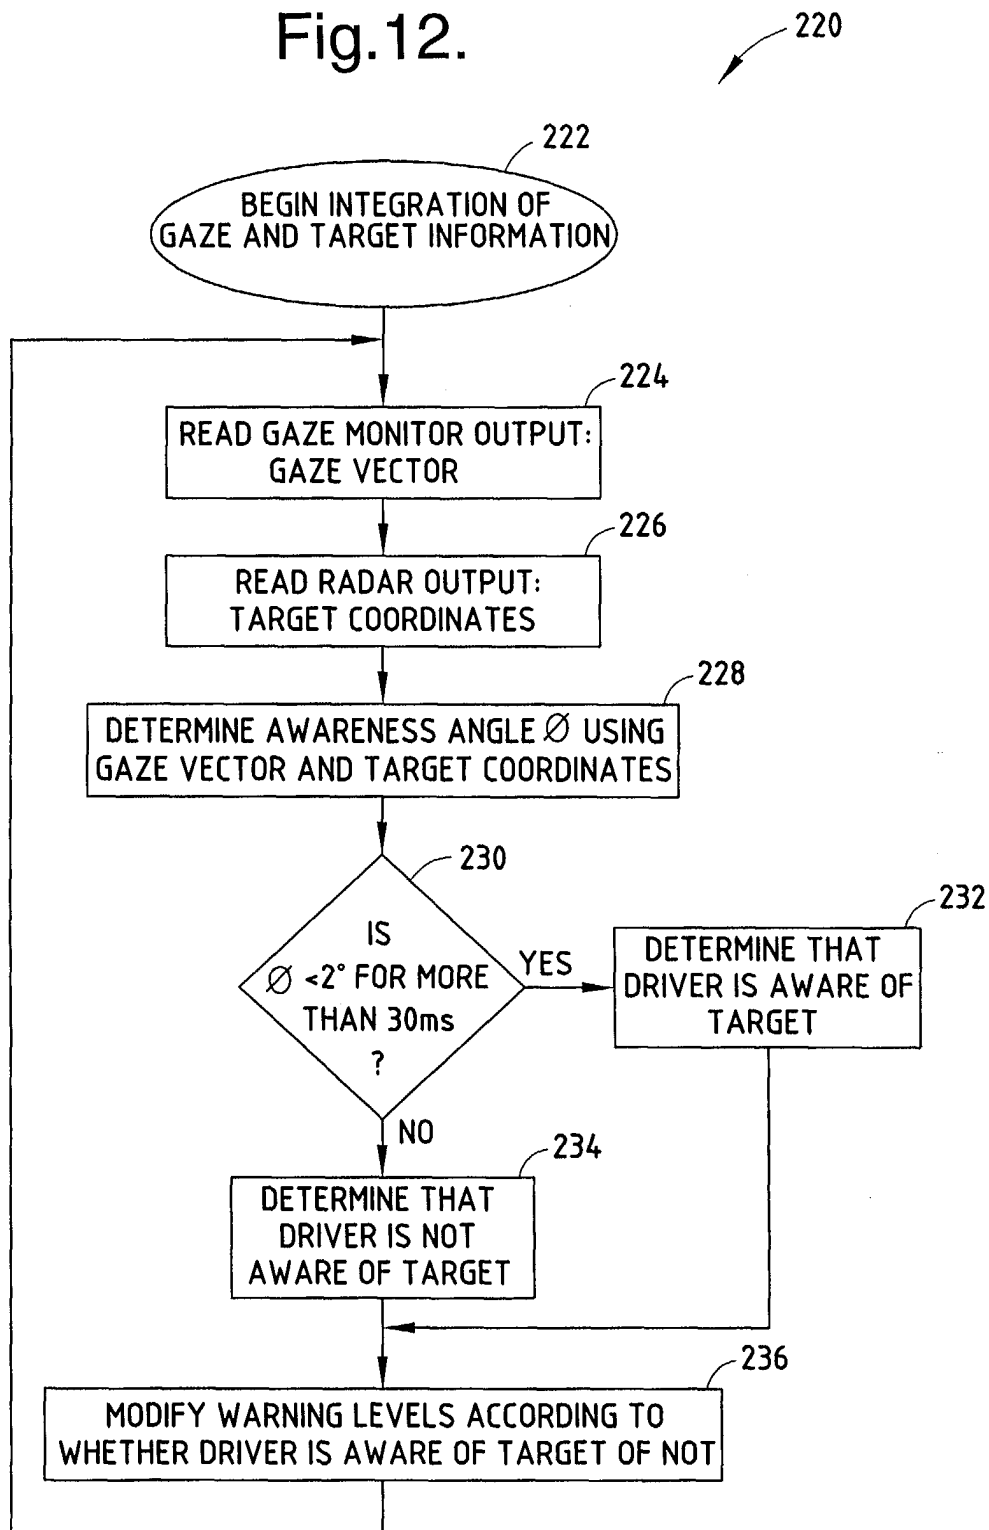 Fig.12.
220
222
BEGIN INTEGRATION OF
GAZE AND TARGET INFORMATION
224
READ GAZE MONITOR OUTPUT:
GAZE VECTOR
226
READ RADAR OUTPUT:
TARGET COORDINATES
228
DETERMINE AWARENESS ANGLE Ø USING
GAZE VECTOR AND TARGET COORDINATES
230
IS
Ø <2° FOR MORE
THAN 30ms
?
YES
232
DETERMINE THAT
DRIVER IS AWARE OF
TARGET
NO
234
DETERMINE THAT
DRIVER IS NOT
AWARE OF TARGET
236
MODIFY WARNING LEVELS ACCORDING TO
WHETHER DRIVER IS AWARE OF TARGET OF NOT